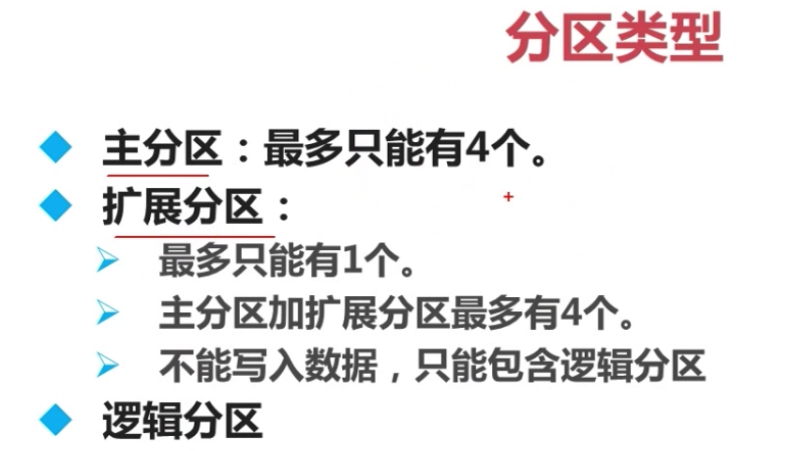 分区类型
主分区：最多只能有4个。
扩展分区：
最多只能有1个。
主分区加扩展分区最多有4个。
不能写入数据，只能包含逻辑分区
逻辑分区